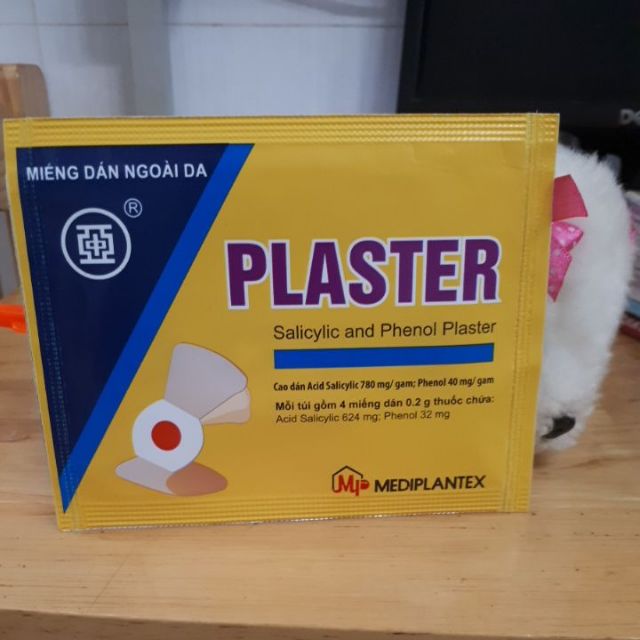 MIẾNG DÁN NGOÀI DA
®
PLASTER
Salicylic and Phenol Plaster
Cao dán Acid Salicylic 780 mg/ gam; Phenol 40 mg/ gam
Mỗi túi gồm 4 miếng dán 0.2 g thuốc chứa:
Acid Salicylic 624 mg; Phenol 32 mg
MEDIPLANTEX